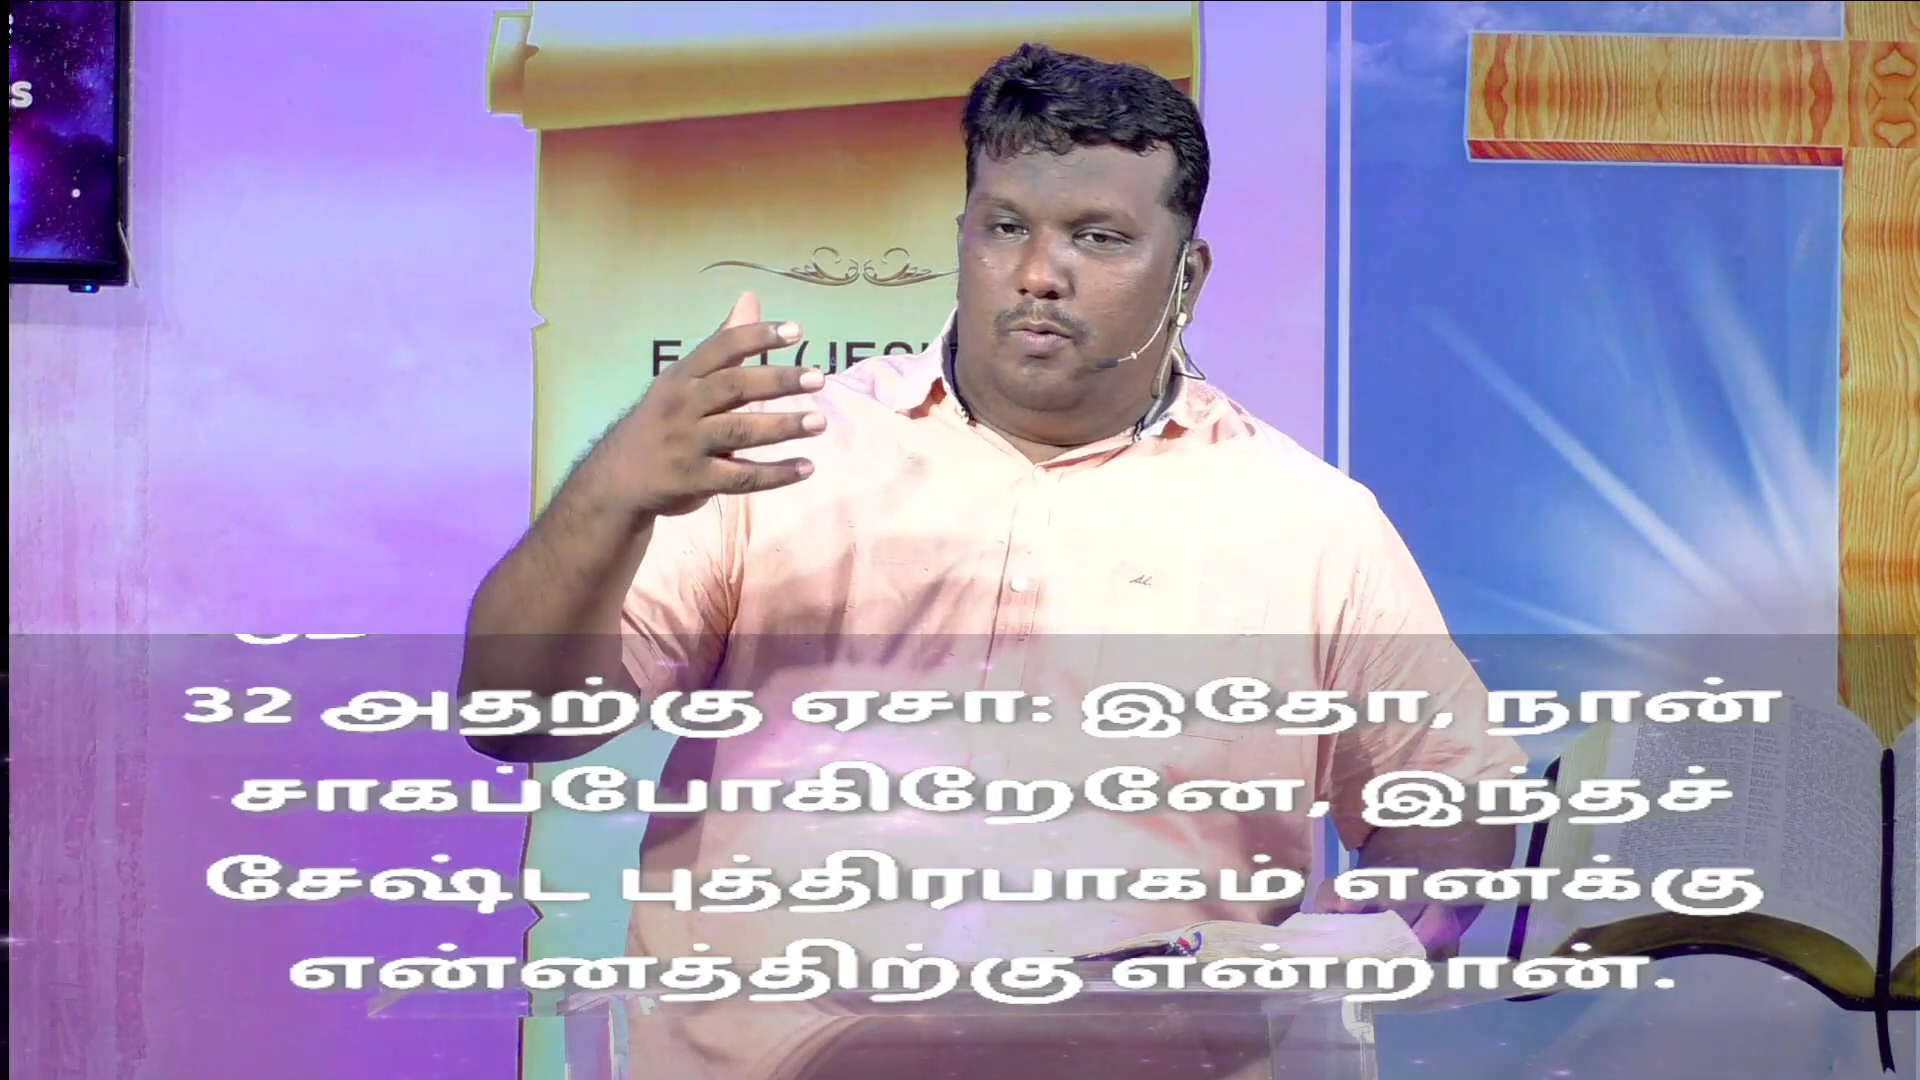 s
32 அதற்கு ஏசா: இதோ, நான்
சாகப்போகிறேனே, இந்தச்
சேஷ்ட புத்திரபாகம் எனக்கு
என்னத்திற்கு என்றான்.